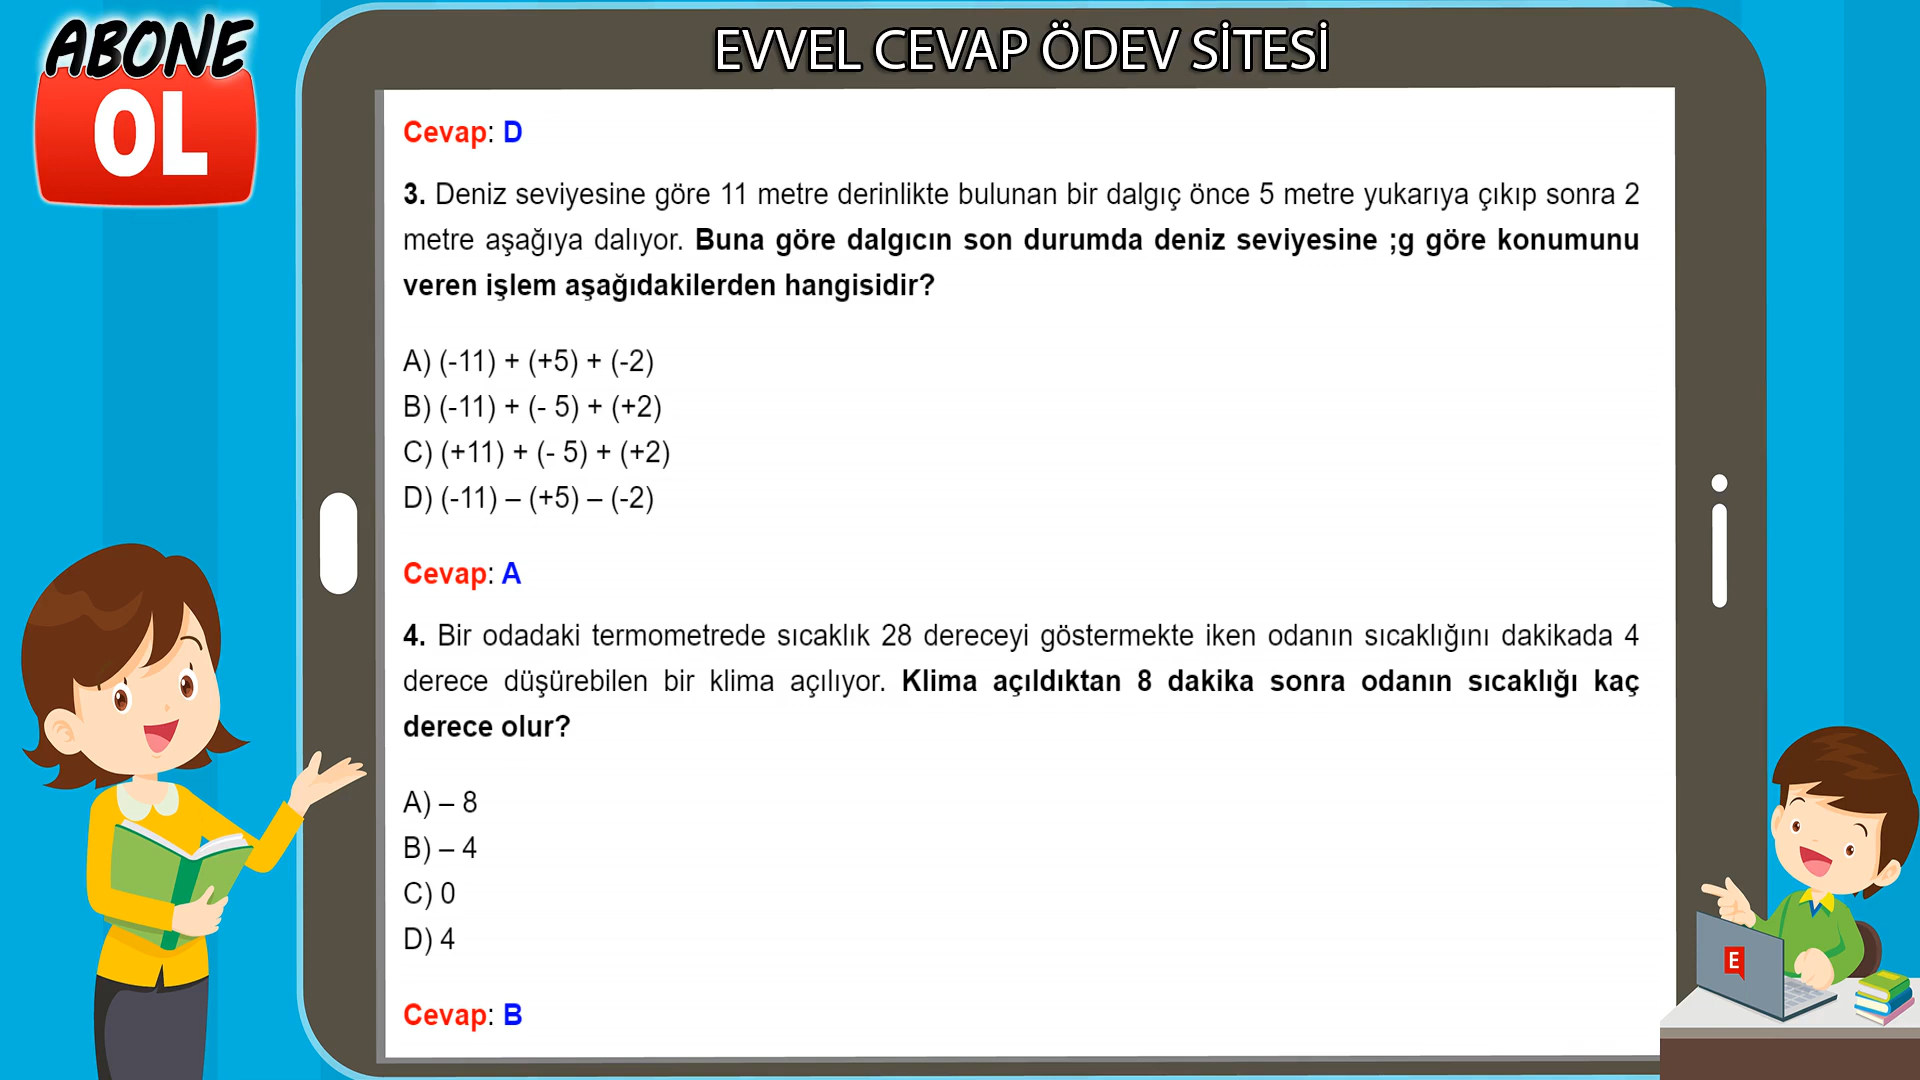 ABONE
OL
EVVEL CEVAP ÖDEV SİTESİ
Cevap: D
3. Deniz seviyesine göre 11 metre derinlikte bulunan bir dalgıç önce 5 metre yukarıya çıkıp sonra 2
metre aşağıya dalıyor. Buna göre dalgıcın son durumda deniz seviyesine ;g göre konumunu
veren işlem aşağıdakilerden hangisidir?
A) (-11) + (+5) + (-2)
B) (-11) + (- 5) + (+2)
C) (+11) + (- 5) + (+2)
D) (-11) – (+5) – (-2)
Cevap: A
4. Bir odadaki termometrede sıcaklık 28 dereceyi göstermekte iken odanın sıcaklığını dakikada 4
derece düşürebilen bir klima açılıyor. Klima açıldıktan 8 dakika sonra odanın sıcaklığı kaç
derece olur?
A) – 8
B) – 4
C) 0
D) 4
Cevap: B
E